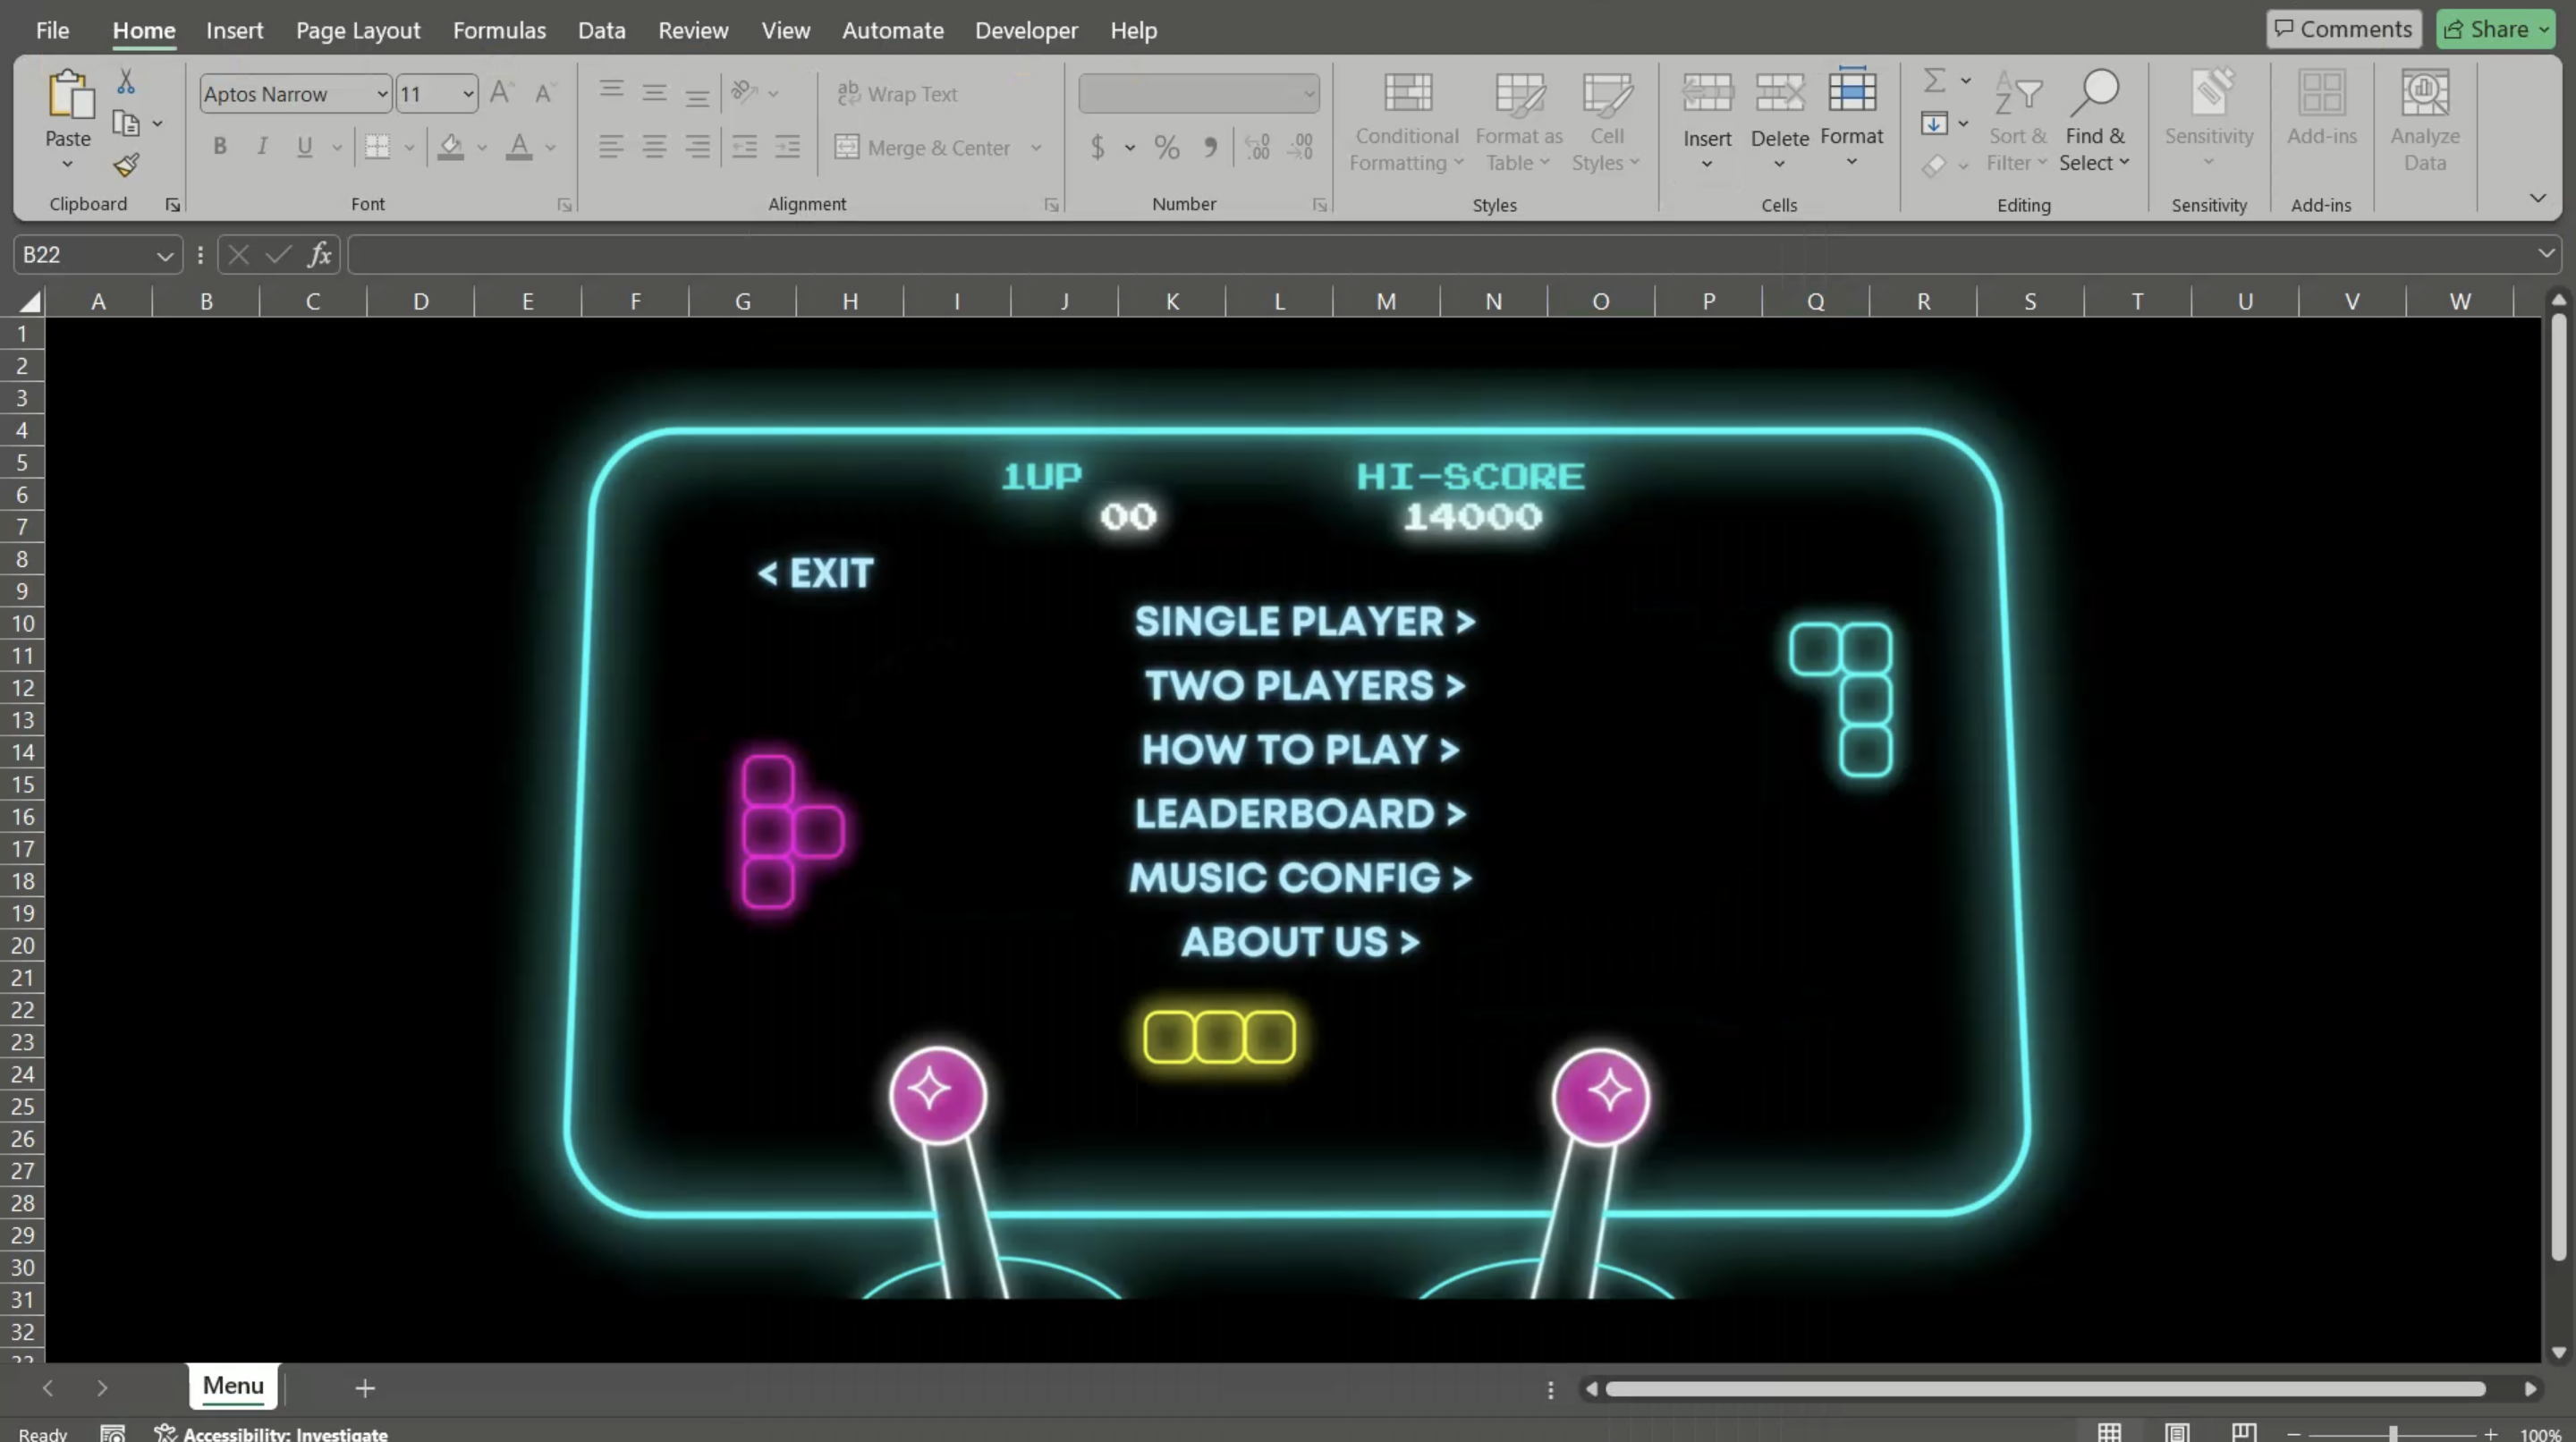 File Home Insert Page Layout Formulas Data Review View Automate Developer Help Comments Share
Aptos Narrow 11 A A ab Wrap Text Σ
Paste B I U A Merge & Center $ % , .00 .00 Conditional Formatting Format as Table Cell Styles Insert Delete Format Sort & Filter Find & Select Sensitivity Add-ins Analyze Data
Clipboard Font Alignment Number Styles Cells Editing Sensitivity Add-ins
B22 fx
A B C D E F G H I J K L M N O P Q R S T U V W
1
2
3
4
5
6
7
8
9
10
11
12
13
14
15
16
17
18
19
20
21
22
23
24
25
26
27
28
29
30
31
32
1UP HI-SCORE
00 14000
< EXIT
SINGLE PLAYER >
TWO PLAYERS >
HOW TO PLAY >
LEADERBOARD >
MUSIC CONFIG >
ABOUT US >
Menu +
Ready Accessibility: Investigate 100%